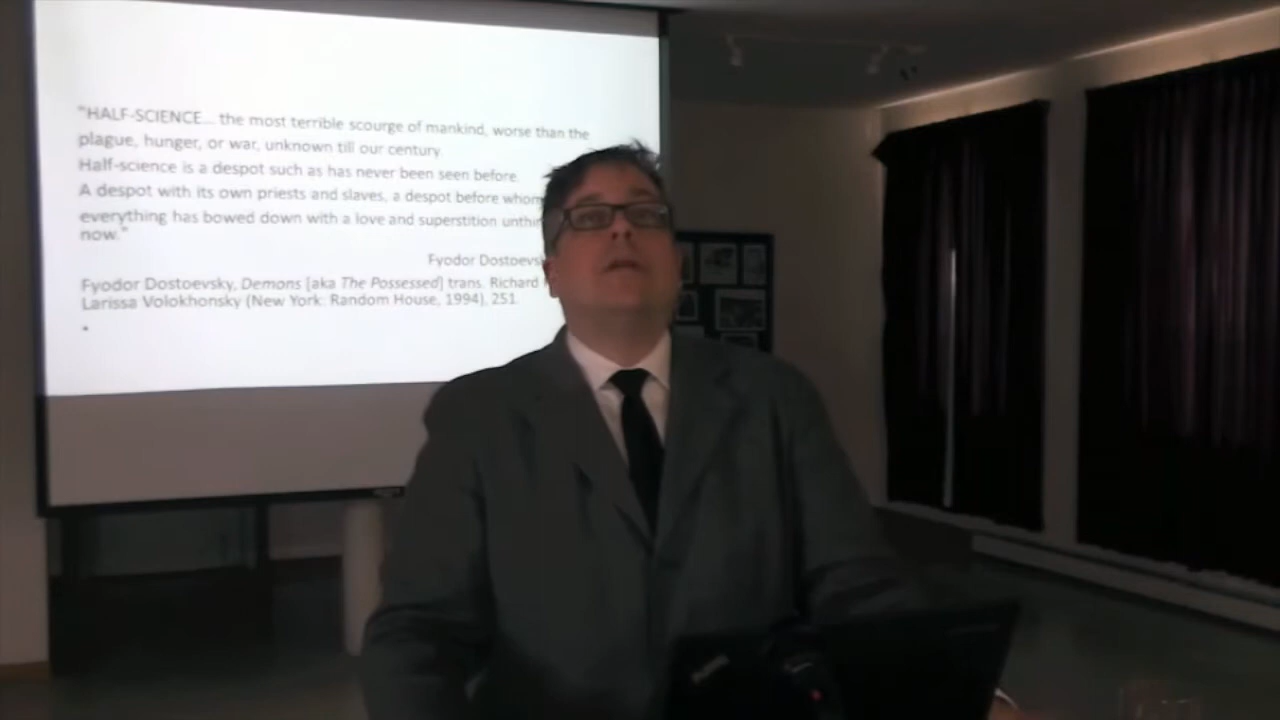 "HALF-SCIENCE... the most terrible scourge of mankind, worse than the
plague, hunger, or war, unknown till our century.
Half-science is a despot such as has never been seen before.
A despot with its own priests and slaves, a despot before whom
everything has bowed down with a love and superstition unthin
now."
Fyodor Dostoevs
Fyodor Dostoevsky, Demons [aka The Possessed] trans. Richard
Larissa Volokhonsky (New York: Random House, 1994), 251.